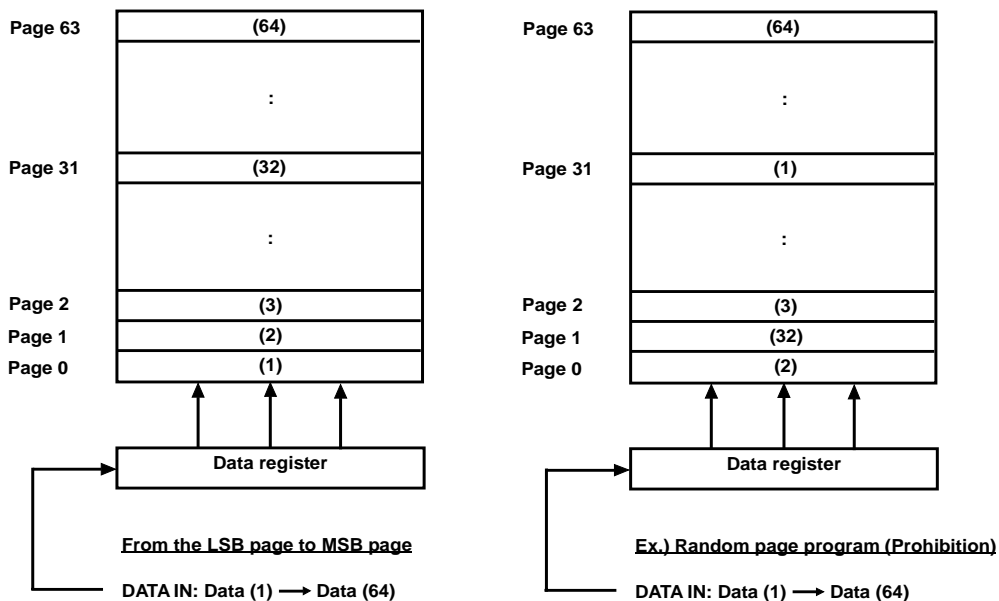 Page 63
(64)
:
Page 31
(32)
:
Page 2
(3)
Page 1
(2)
Page 0
(1)
Data register
From the LSB page to MSB page
DATA IN: Data (1) → Data (64)
Page 63
(64)
:
Page 31
(1)
:
Page 2
(3)
Page 1
(32)
Page 0
(2)
Data register
Ex.) Random page program (Prohibition)
DATA IN: Data (1) → Data (64)